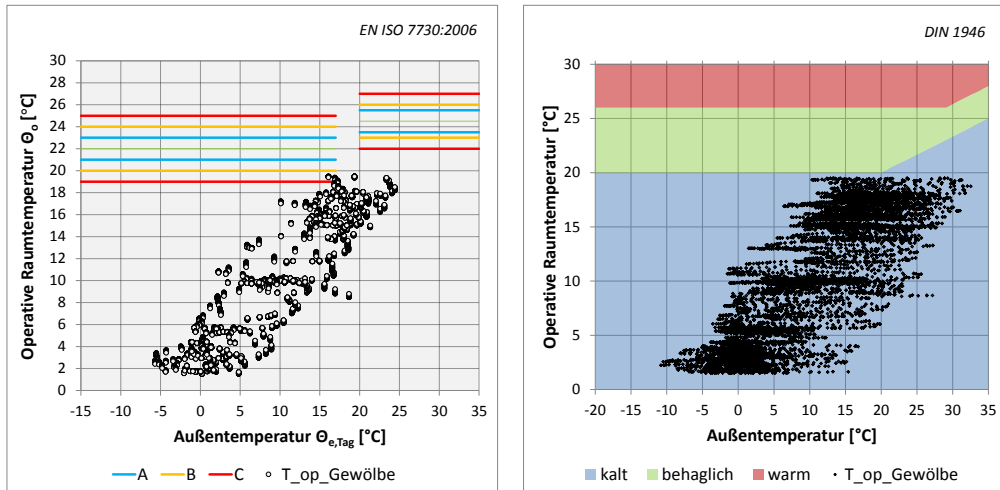 EN ISO 7730:2006
Operative Raumtemperatur Θo [°C]
30
28
26
24
22
20
18
16
14
12
10
8
6
4
2
0
-15 -10 -5 0 5 10 15 20 25 30 35
Außentemperatur Θe,Tag [°C]
A B C T_op_Gewölbe
DIN 1946
Operative Raumtemperatur [°C]
30
25
20
15
10
5
0
-20 -15 -10 -5 0 5 10 15 20 25 30 35
Außentemperatur [°C]
kalt behaglich warm T_op_Gewölbe